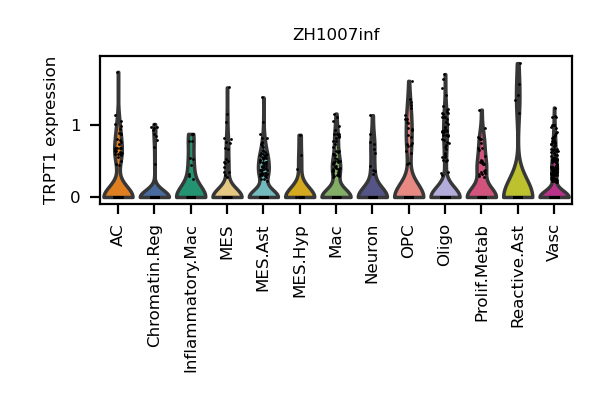 ZH1007inf
TRPT1 expression
1
0
AC
Chromatin.Reg
Inflammatory.Mac
MES
MES.Ast
MES.Hyp
Mac
Neuron
OPC
Oligo
Prolif.Metab
Reactive.Ast
Vasc